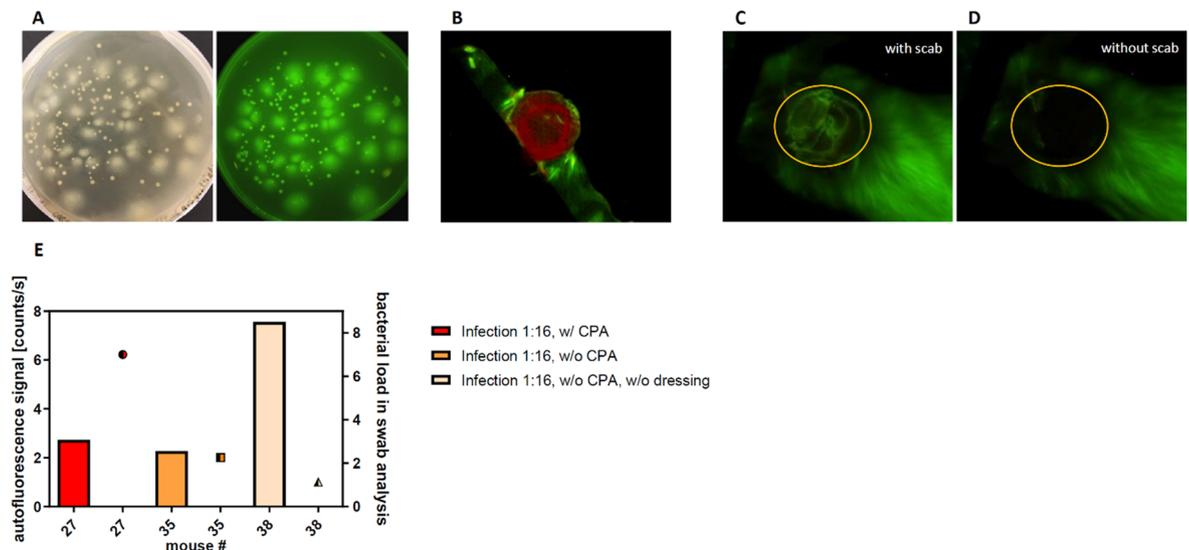 A
B
C
D
with scab
without scab
E
autofluorescence signal [counts/s]
8
6
4
2
0
bacterial load in swab analysis
8
6
4
2
0
27
27
35
35
38
38
mouse #
Infection 1:16, w/ CPA
Infection 1:16, w/o CPA
Infection 1:16, w/o CPA, w/o dressing